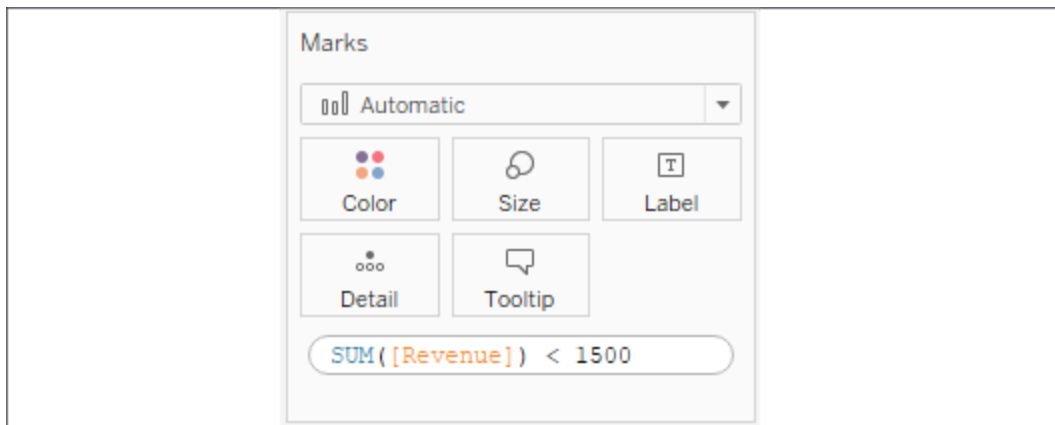 Marks
Automatic
Color Size Label
T
Detail Tooltip
SUM([Revenue]) < 1500